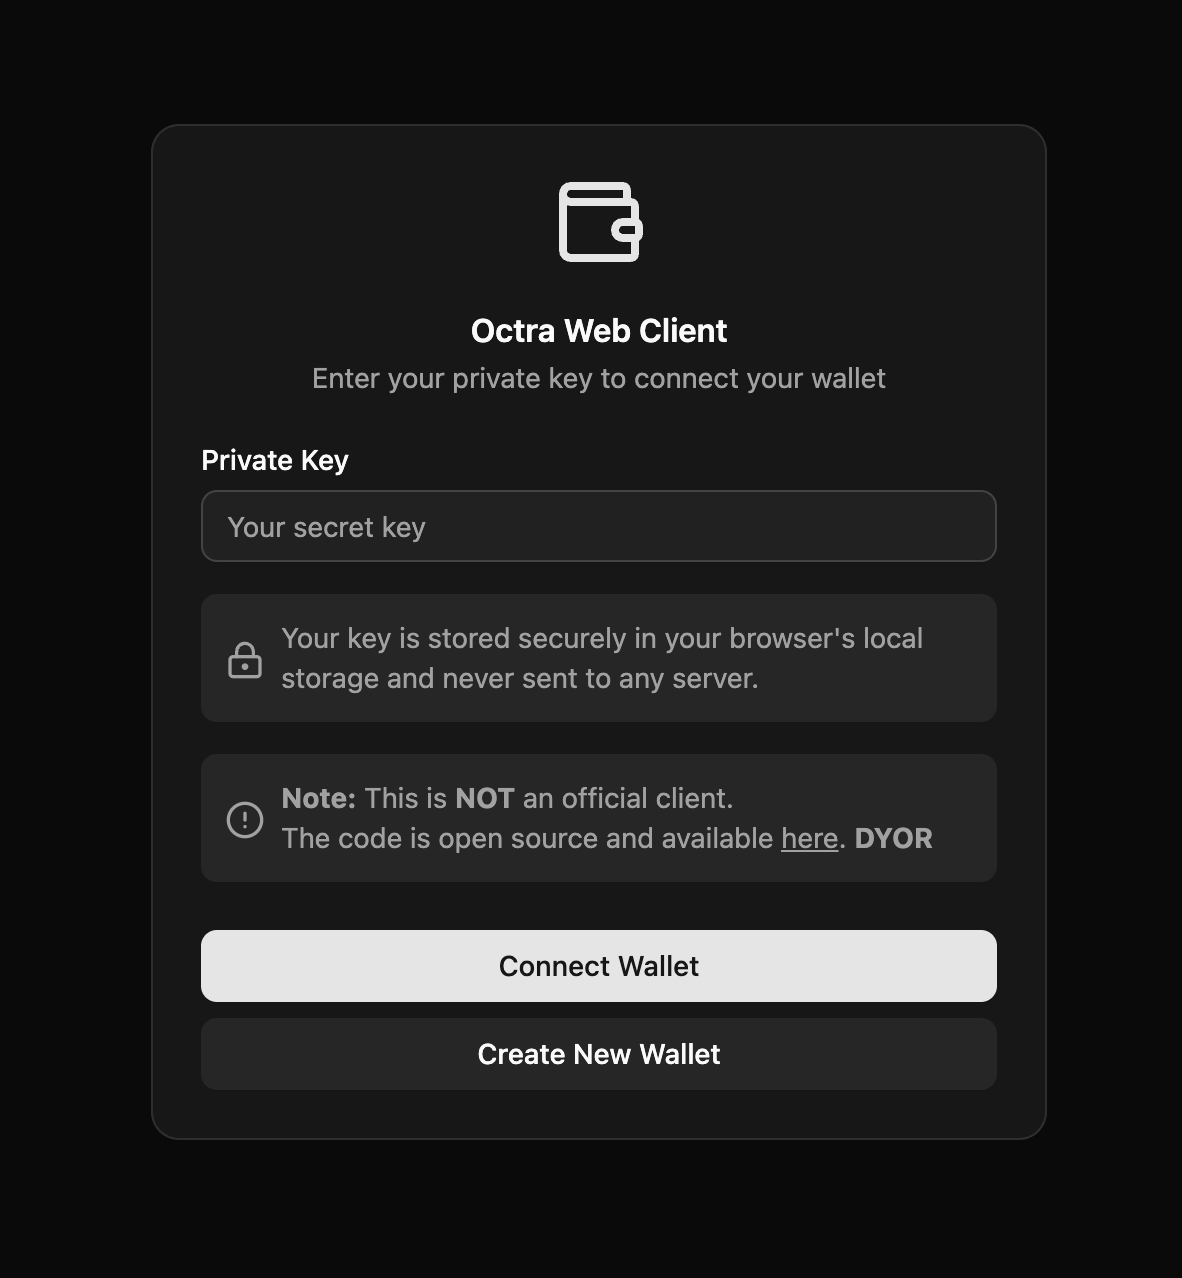 Octra Web Client
Enter your private key to connect your wallet
Private Key
Your secret key
Your key is stored securely in your browser's local
storage and never sent to any server.
Note: This is NOT an official client.
The code is open source and available here. DYOR
Connect Wallet
Create New Wallet